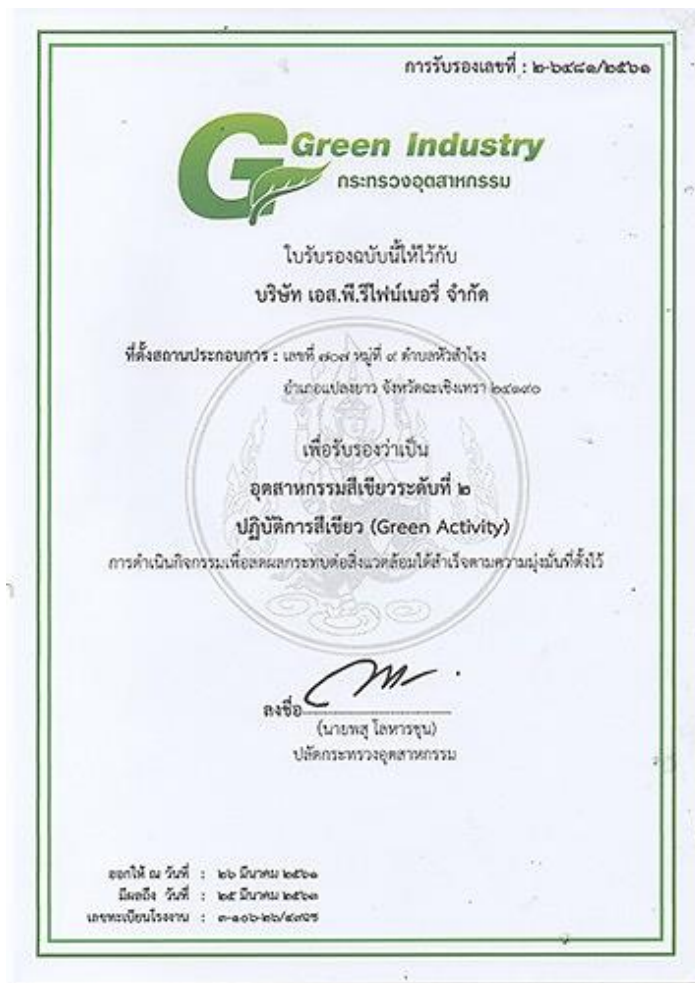 การรับรองเลขที่ : ๒-๖๔๘๑/๒๕๖๑
Green Industry
กระทรวงอุตสาหกรรม
ใบรับรองฉบับนี้ให้ไว้กับ
บริษัท เอส.พี.รีไฟน์เนอรี่ จำกัด
ที่ตั้งสถานประกอบการ : เลขที่ ๗๐๗ หมู่ที่ ๙ ตำบลหัวสำโรง
อำเภอแปลงยาว จังหวัดฉะเชิงเทรา ๒๔๑๙๐
เพื่อรับรองว่าเป็น
อุตสาหกรรมสีเขียวระดับที่ ๒
ปฏิบัติการสีเขียว (Green Activity)
การดำเนินกิจกรรมเพื่อลดผลกระทบต่อสิ่งแวดล้อมได้สำเร็จตามความมุ่งมั่นที่ตั้งไว้
ลงชื่อ
(นายพสุ โลหารชุน)
ปลัดกระทรวงอุตสาหกรรม
ออกให้ ณ วันที่ : ๒๖ มีนาคม ๒๕๖๑
มีผลถึง วันที่ : ๒๕ มีนาคม ๒๕๖๓
เลขทะเบียนโรงงาน :